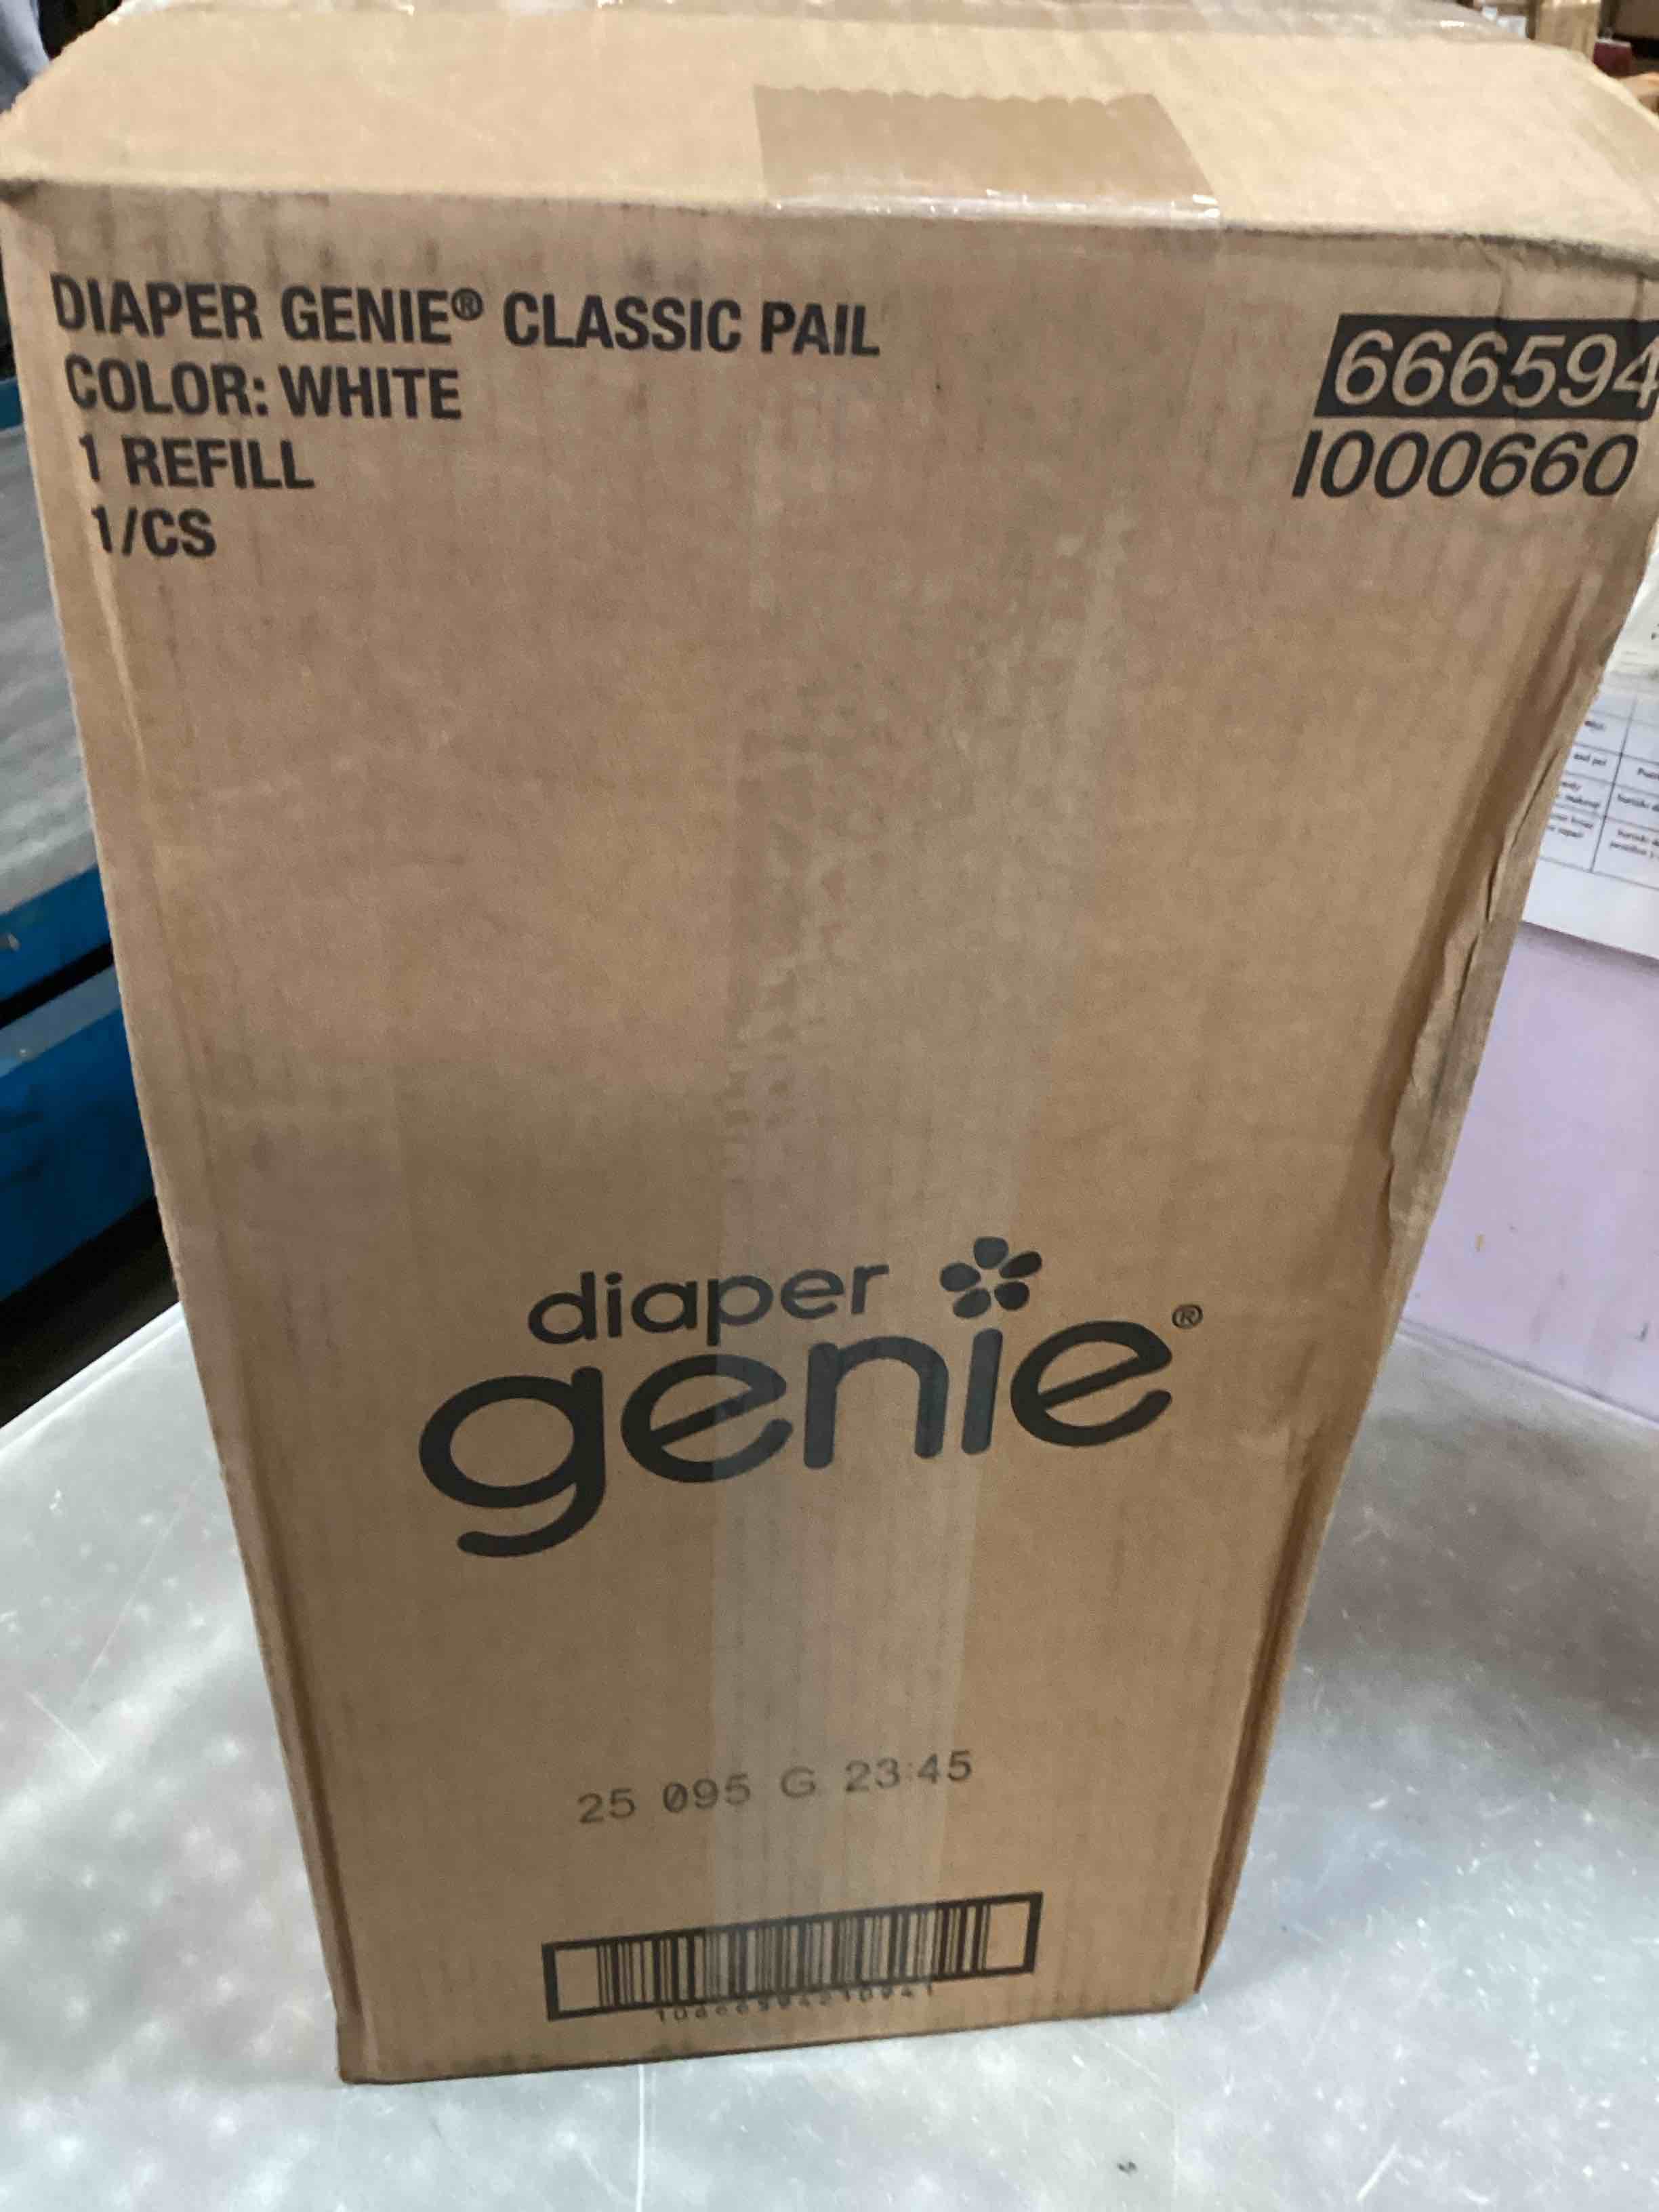 DIAPER GENIE® CLASSIC PAIL
COLOR: WHITE
1 REFILL
1/CS
666594
1000660
diaper
genie®
25 095 G 23:45